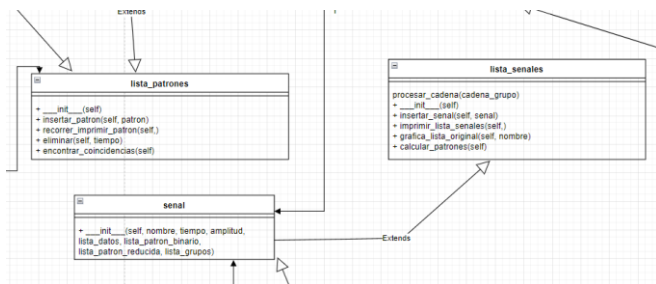 Extends
lista_patrones
+ ___init___(self)
+ insertar_patron(self, patron)
+ recorrer_imprimir_patron(self,)
+ eliminar(self, tiempo)
+ encontrar_coincidencias(self)
lista_senales
procesar_cadena(cadena_grupo)
+ ___init___(self)
+ insertar_senal(self, senal)
+ imprimir_lista_senales(self,)
+ grafica_lista_original(self, nombre)
+ calcular_patrones(self)
senal
+ ___init___(self, nombre, tiempo, amplitud,
lista_datos, lista_patron_binario,
lista_patron_reducida, lista_grupos)
Extends